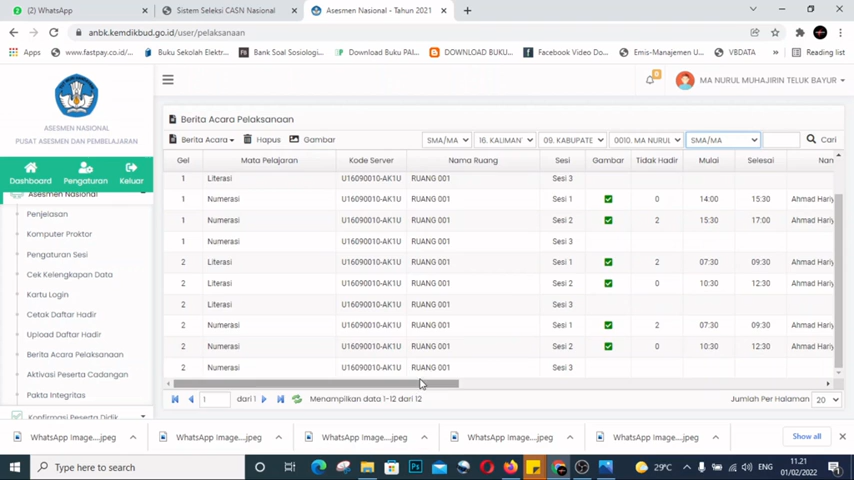 (2) WhatsApp
Sistem Seleksi CASN Nasional
Asesmen Nasional - Tahun 2021
anbk.kemdikbud.go.id/user/pelaksanaan
Apps
www.fastpay.co.id/...
Buku Sekolah Elektr...
Bank Soal Sosiologi...
Download Buku PAI...
DOWNLOAD BUKU...
Facebook Video Do...
Emis-Manajemen U...
VBDATA
Reading list
ASESMEN NASIONAL
PUSAT ASESMEN DAN PEMBELAJARAN
MA NURUL MUHAJIRIN TELUK BAYUR
Dashboard
Pengaturan
Keluar
Asesmen Nasional
Penjelasan
Komputer Proktor
Pengaturan Sesi
Cek Kelengkapan Data
Kartu Login
Cetak Daftar Hadir
Upload Daftar Hadir
Berita Acara Pelaksanaan
Aktivasi Peserta Cadangan
Pakta Integritas
Konfirmasi Peserta Didik
Berita Acara Pelaksanaan
Berita Acara Hapus Gambar SMA/MA 16. KALIMAN 09. KABUPATE 0010. MA NURUL SMA/MA Cari
Gel Mata Pelajaran Kode Server Nama Ruang Sesi Gambar Tidak Hadir Mulai Selesai Nam
1 Literasi U16090010-AK1U RUANG 001 Sesi 3
1 Numerasi U16090010-AK1U RUANG 001 Sesi 1 0 14:00 15:30 Ahmad Hariy
1 Numerasi U16090010-AK1U RUANG 001 Sesi 2 2 15:30 17:00 Ahmad Hariy
1 Numerasi U16090010-AK1U RUANG 001 Sesi 3
2 Literasi U16090010-AK1U RUANG 001 Sesi 1 2 07:30 09:30 Ahmad Hariy
2 Literasi U16090010-AK1U RUANG 001 Sesi 2 0 10:30 12:30 Ahmad Hariy
2 Literasi U16090010-AK1U RUANG 001 Sesi 3
2 Numerasi U16090010-AK1U RUANG 001 Sesi 1 2 07:30 09:30 Ahmad Hariy
2 Numerasi U16090010-AK1U RUANG 001 Sesi 2 0 10:30 12:30 Ahmad Hariy
2 Numerasi U16090010-AK1U RUANG 001 Sesi 3
1 dari 1 Menampilkan data 1-12 dari 12 Jumlah Per Halaman 20
WhatsApp Image....jpeg
WhatsApp Image....jpeg
WhatsApp Image....jpeg
WhatsApp Image....jpeg
WhatsApp Image....jpeg
Show all
Type here to search
29°C
ENG
11.21
01/02/2022